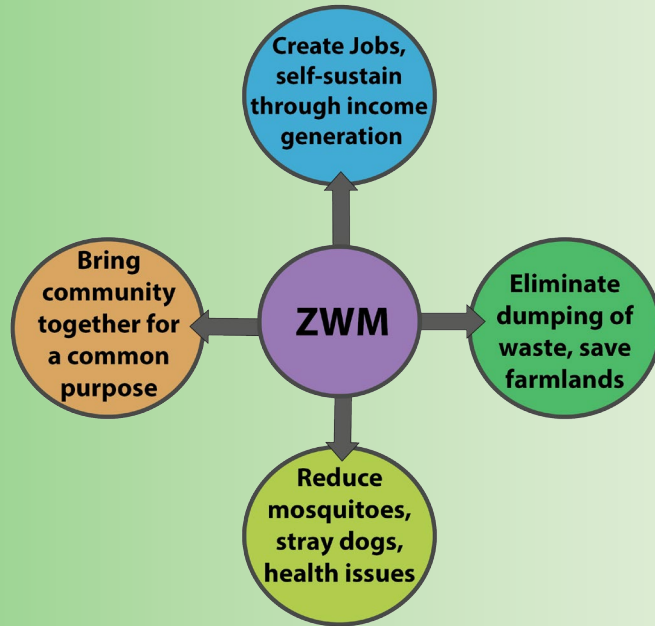 Create Jobs,
self-sustain
through income
generation
Bring
community
together for
a common
purpose
ZWM
Eliminate
dumping of
waste, save
farmlands
Reduce
mosquitoes,
stray dogs,
health issues